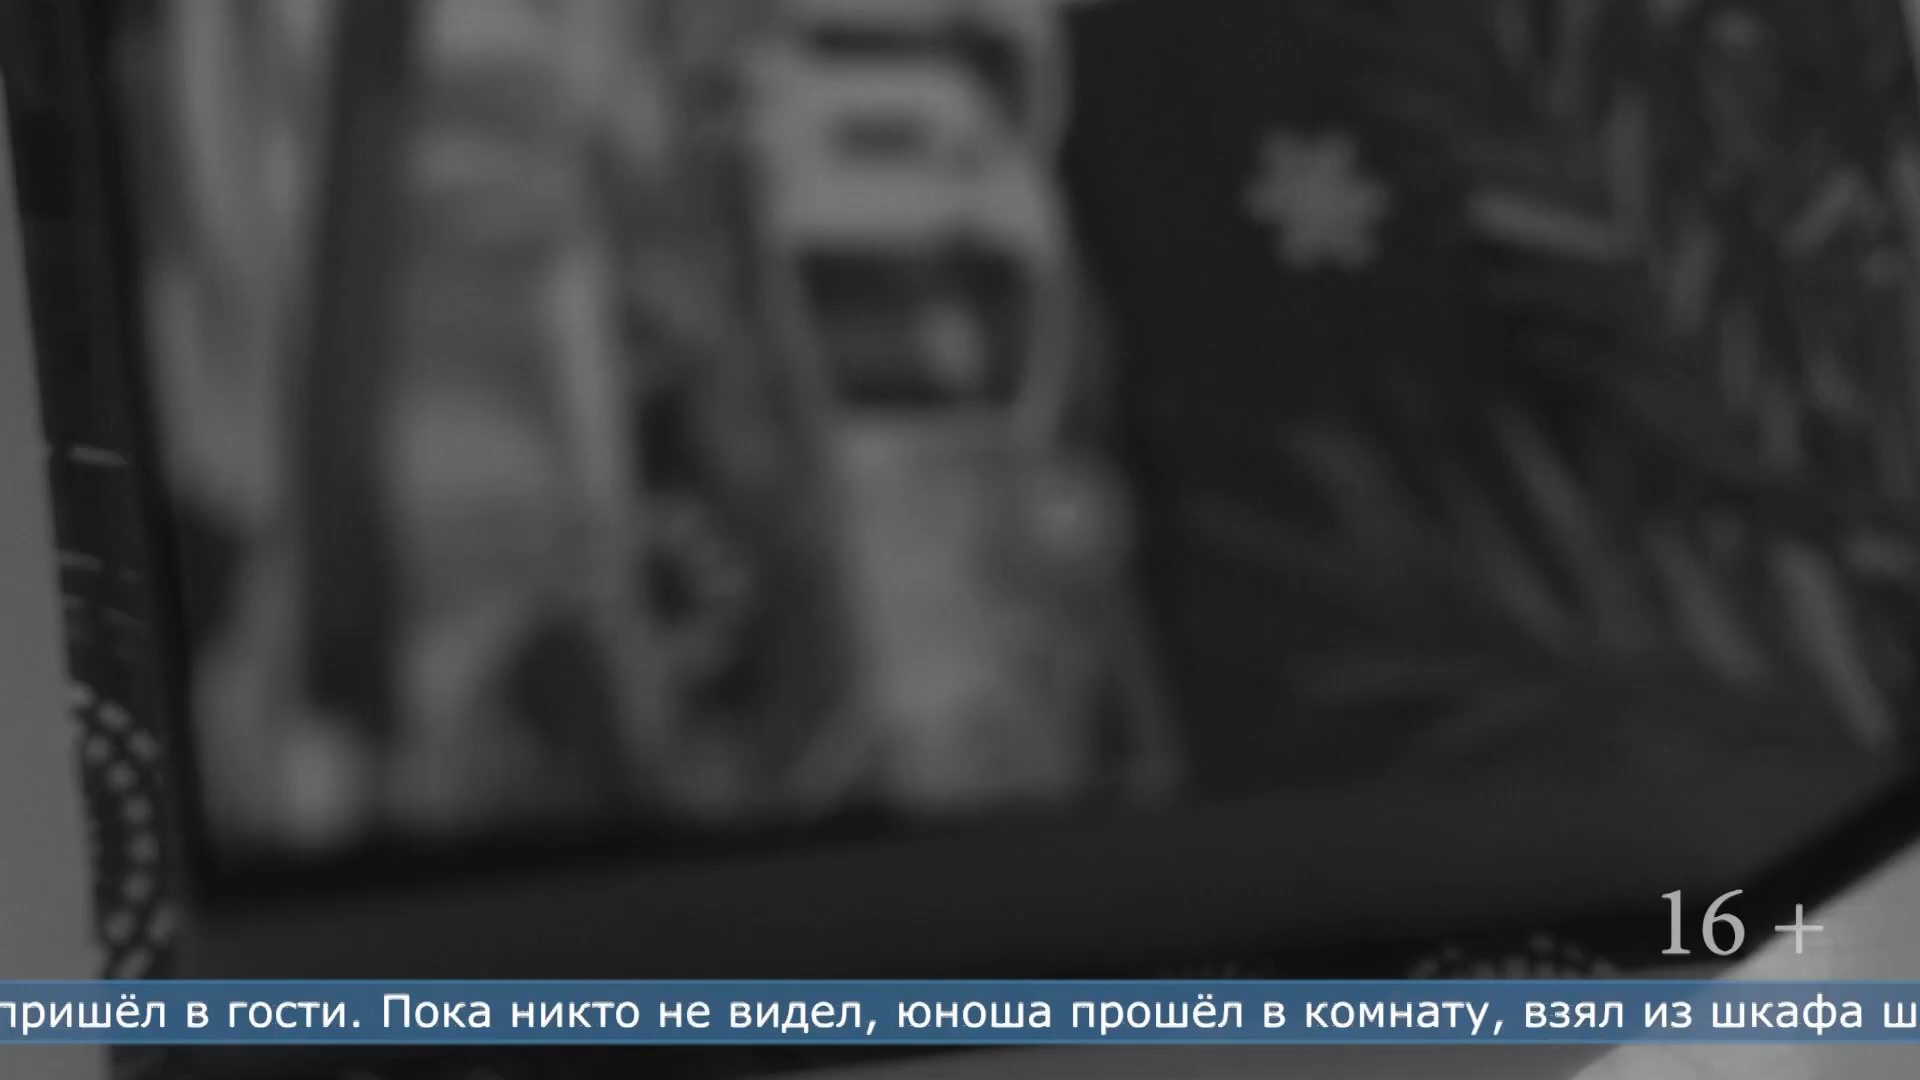 16 +
пришёл в гости. Пока никто не видел, юноша прошёл в комнату, взял из шкафа ш